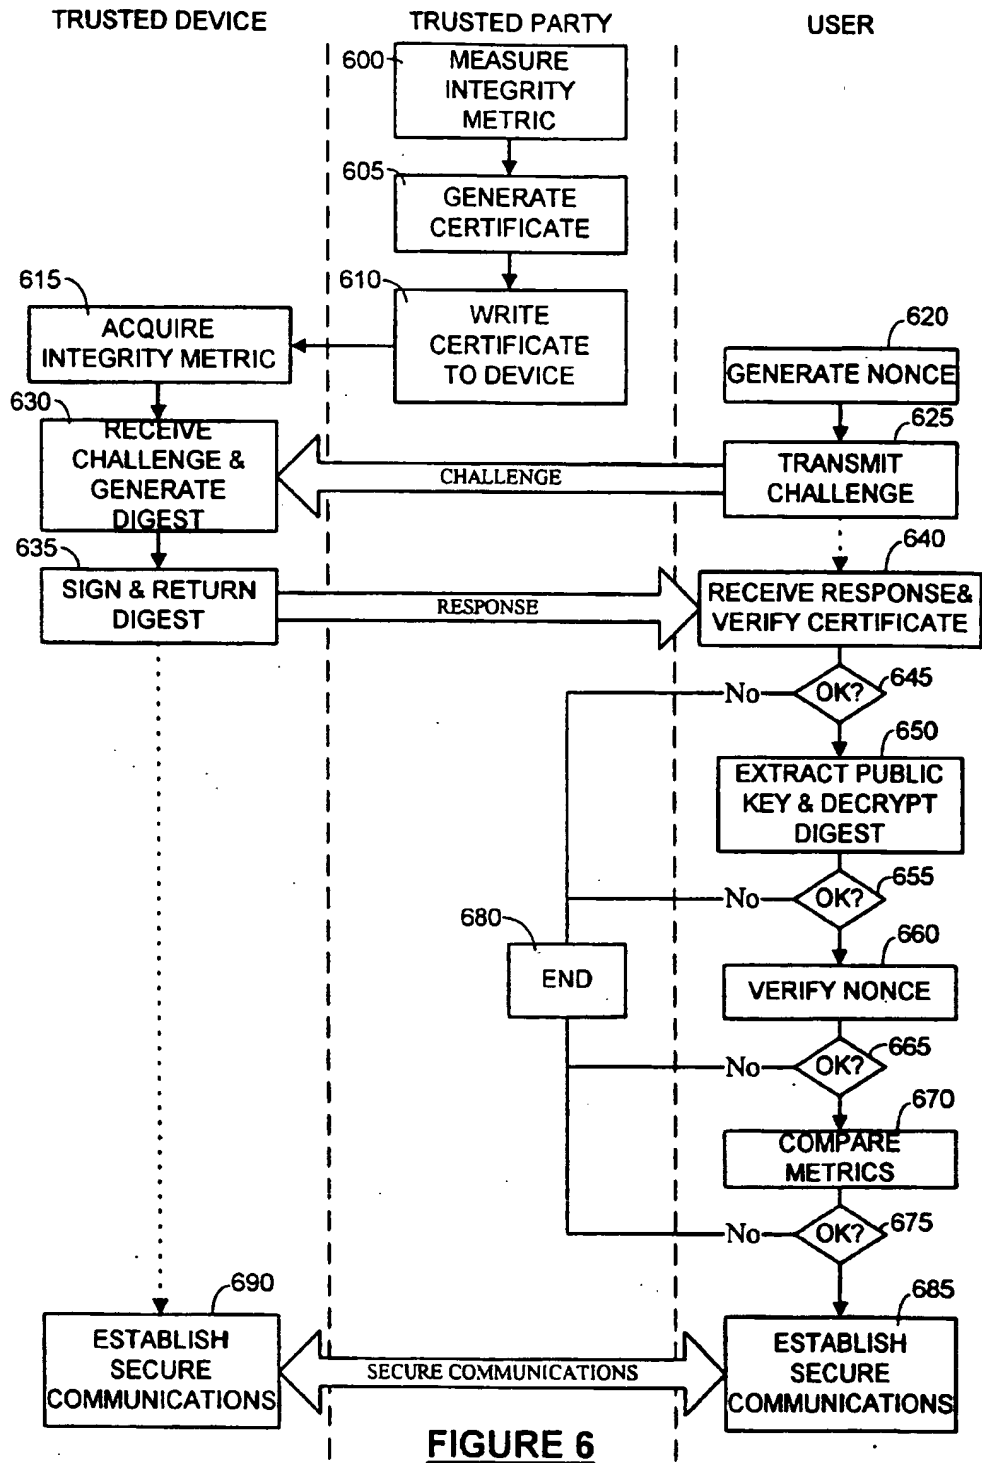 TRUSTED DEVICE
TRUSTED PARTY
USER
600
MEASURE
INTEGRITY
METRIC
605
GENERATE
CERTIFICATE
610
WRITE
CERTIFICATE
TO DEVICE
615
ACQUIRE
INTEGRITY METRIC
620
GENERATE NONCE
625
TRANSMIT
CHALLENGE
CHALLENGE
630
RECEIVE
CHALLENGE &
GENERATE
DIGEST
635
SIGN & RETURN
DIGEST
RESPONSE
640
RECEIVE RESPONSE&
VERIFY CERTIFICATE
645
OK?
No
650
EXTRACT PUBLIC
KEY & DECRYPT
DIGEST
655
OK?
No
660
VERIFY NONCE
665
OK?
No
670
COMPARE
METRICS
675
OK?
No
680
END
685
ESTABLISH
SECURE
COMMUNICATIONS
690
ESTABLISH
SECURE
COMMUNICATIONS
SECURE COMMUNICATIONS
FIGURE 6